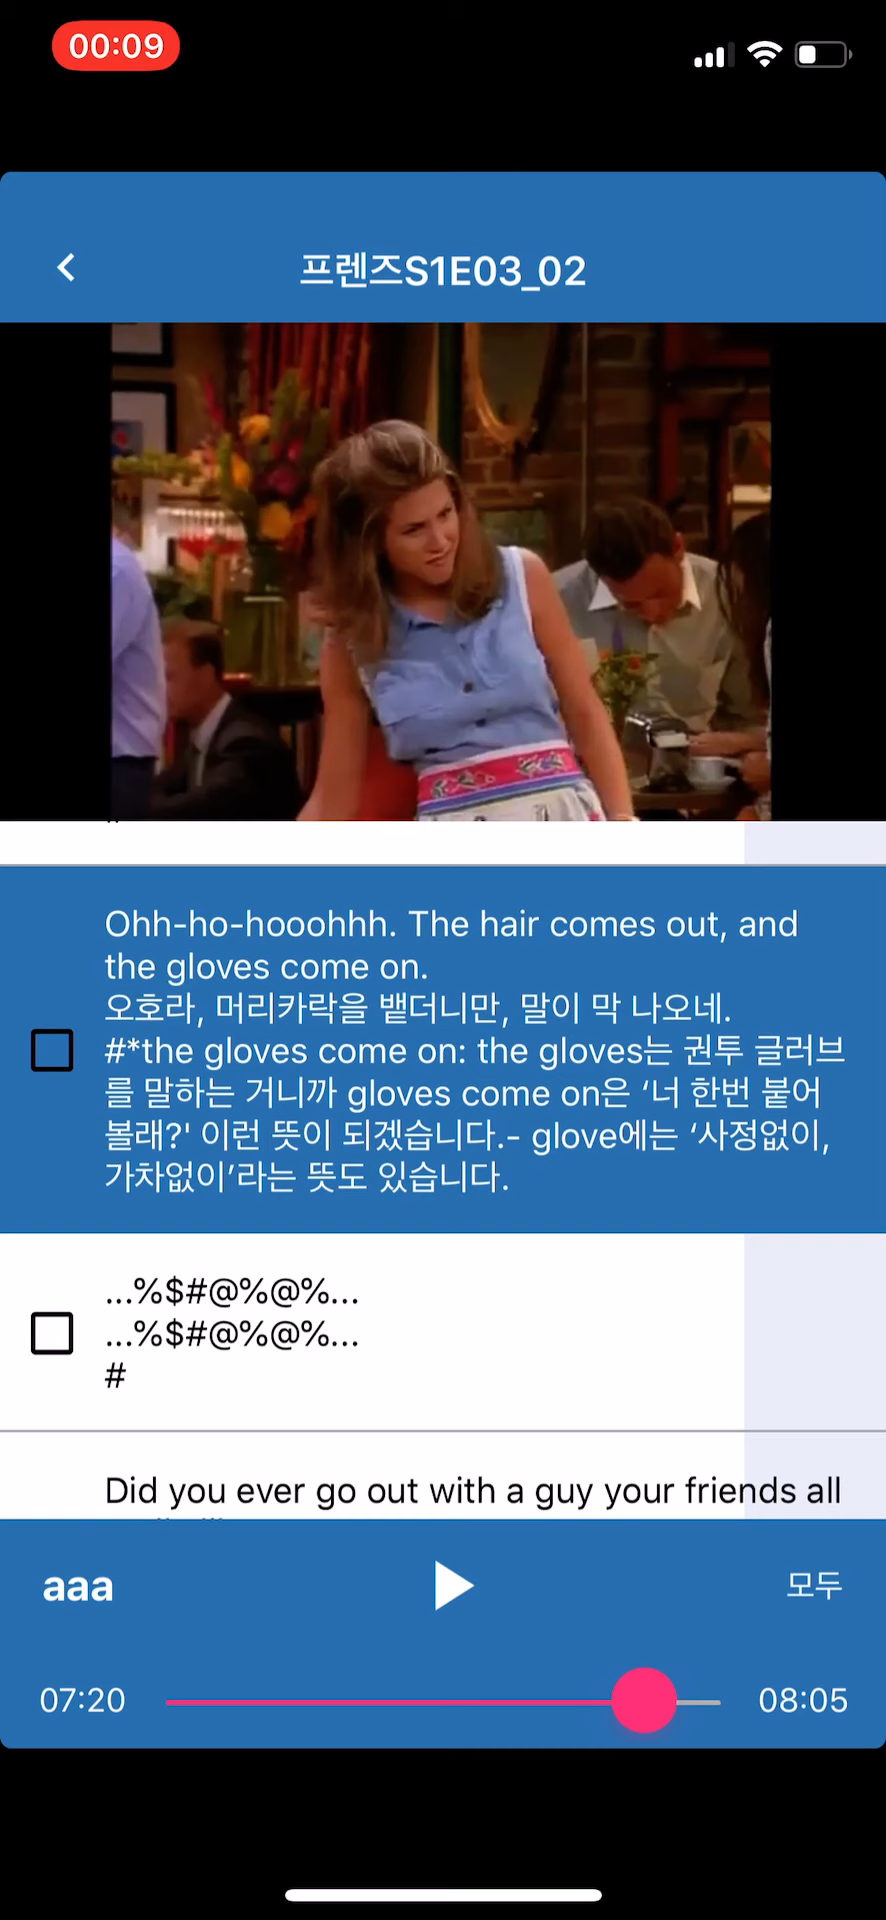 00:09
프렌즈S1E03_02
Ohh-ho-hooohhh. The hair comes out, and
the gloves come on.
오호라, 머리카락을 뱉더니만, 말이 막 나오네.
#*the gloves come on: the gloves는 권투 글러브
를 말하는 거니까 gloves come on은 ‘너 한번 붙어
볼래?' 이런 뜻이 되겠습니다.- glove에는 ‘사정없이,
가차없이’라는 뜻도 있습니다.
...%$#@%@%...
...%$#@%@%...
#
Did you ever go out with a guy your friends all
aaa
모두
07:20
08:05